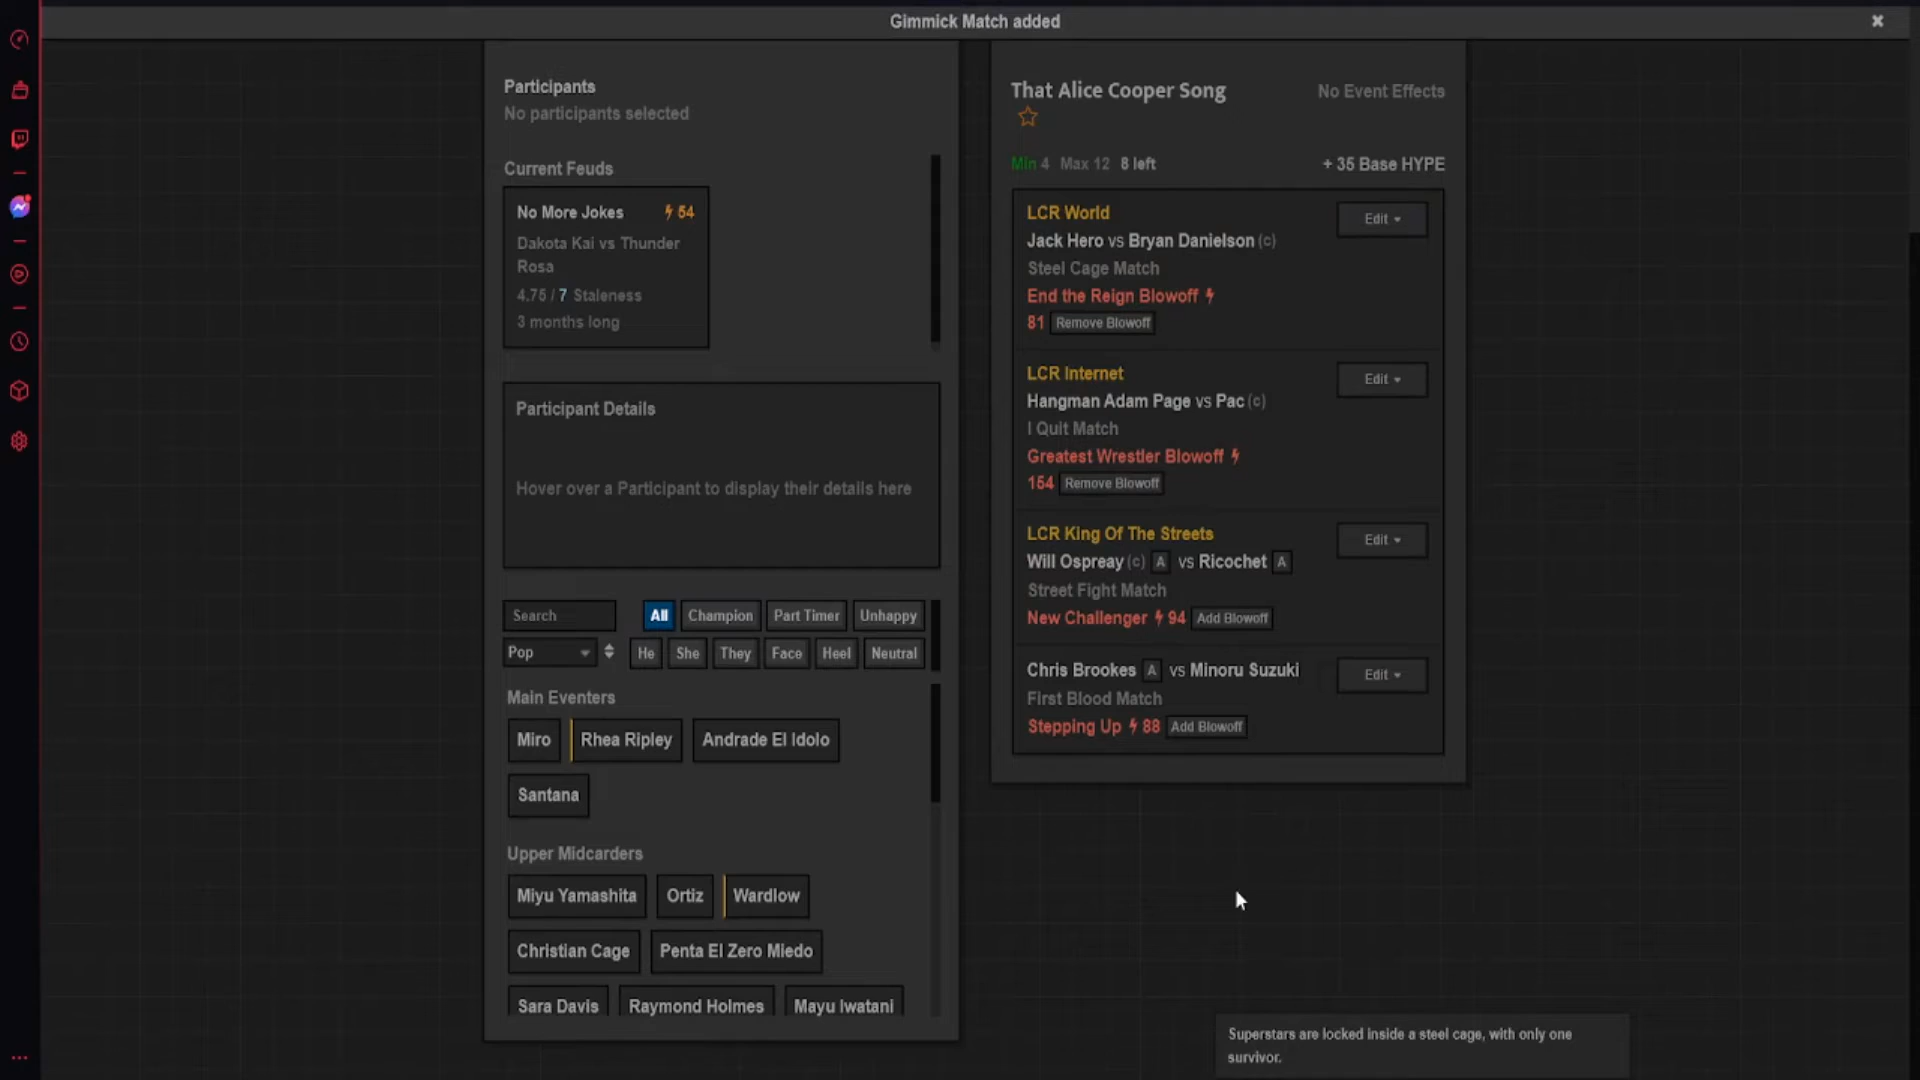 Gimmick Match added
Participants
No participants selected
Current Feuds
No More Jokes 54
Dakota Kai vs Thunder
Rosa
4.75 / 7 Staleness
3 months long
Participant Details
Hover over a Participant to display their details here
Search All Champion Part Timer Unhappy
Pop He She They Face Heel Neutral
Main Eventers
Miro Rhea Ripley Andrade El Idolo
Santana
Upper Midcarders
Miyu Yamashita Ortiz Wardlow
Christian Cage Penta El Zero Miedo
Sara Davis Raymond Holmes Mayu Iwatani
That Alice Cooper Song No Event Effects
Min 4 Max 12 8 left + 35 Base HYPE
LCR World Edit
Jack Hero vs Bryan Danielson (c)
Steel Cage Match
End the Reign Blowoff
81 Remove Blowoff
LCR Internet Edit
Hangman Adam Page vs Pac (c)
I Quit Match
Greatest Wrestler Blowoff
154 Remove Blowoff
LCR King Of The Streets Edit
Will Ospreay (c) A vs Ricochet A
Street Fight Match
New Challenger 94 Add Blowoff
Chris Brookes A vs Minoru Suzuki Edit
First Blood Match
Stepping Up 88 Add Blowoff
Superstars are locked inside a steel cage, with only one
survivor.